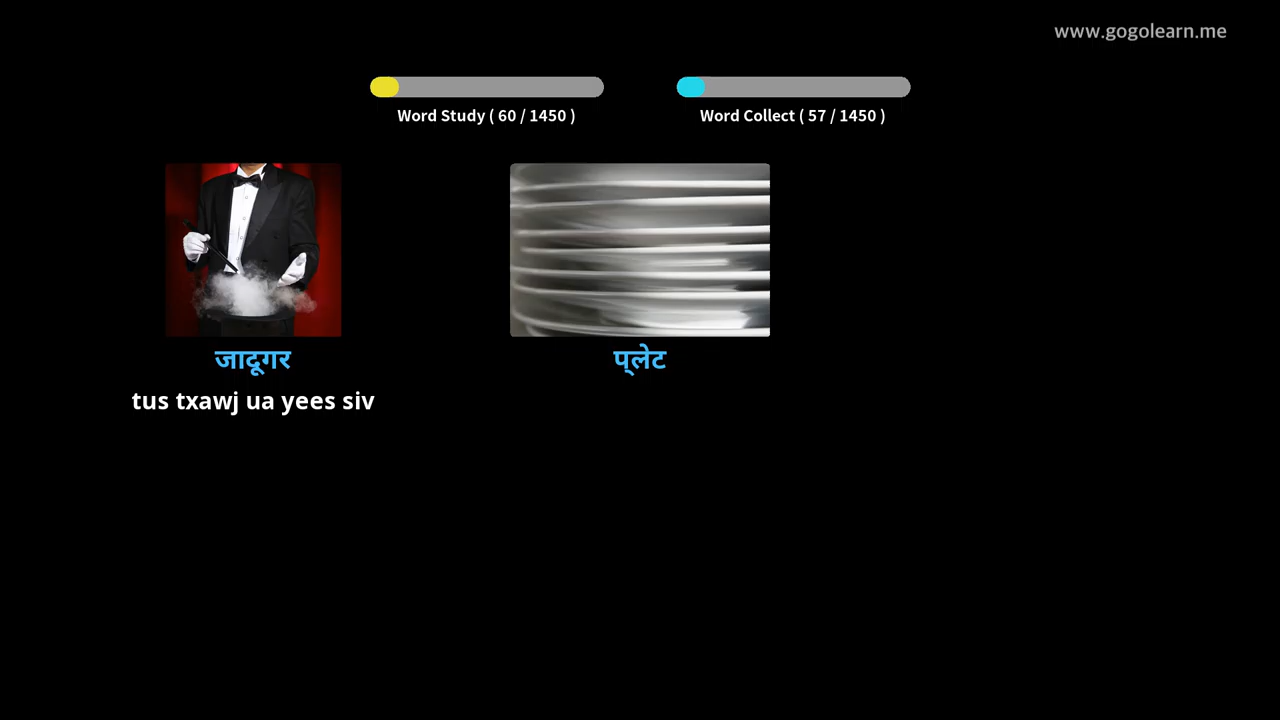 www.gogolearn.me
Word Study ( 60 / 1450 )
Word Collect ( 57 / 1450 )
जादूगर
प्लेट
tus txawj ua yees siv